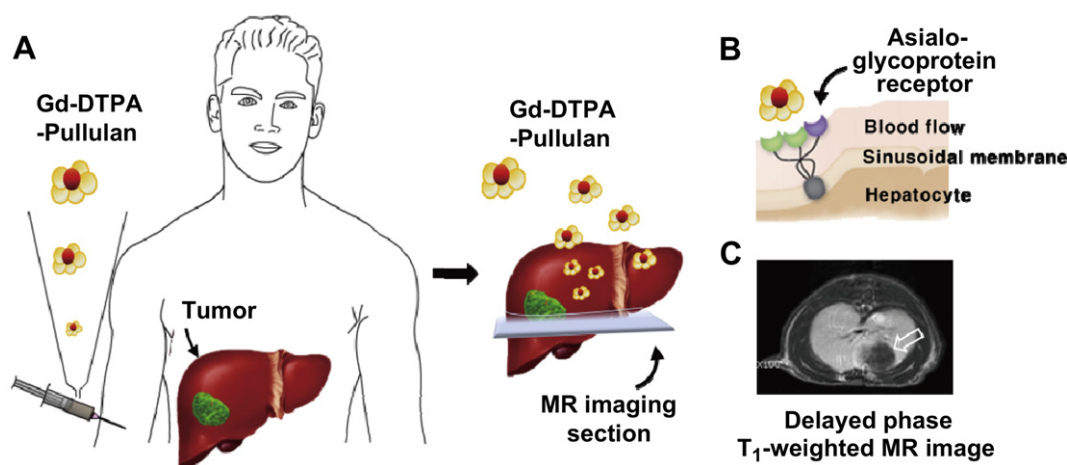 A
Gd-DTPA
-Pullulan
Tumor
Gd-DTPA
-Pullulan
MR imaging
section
B
Asialo-
glycoprotein
receptor
Blood flow
Sinusoidal membrane
Hepatocyte
C
Delayed phase
T₁-weighted MR image